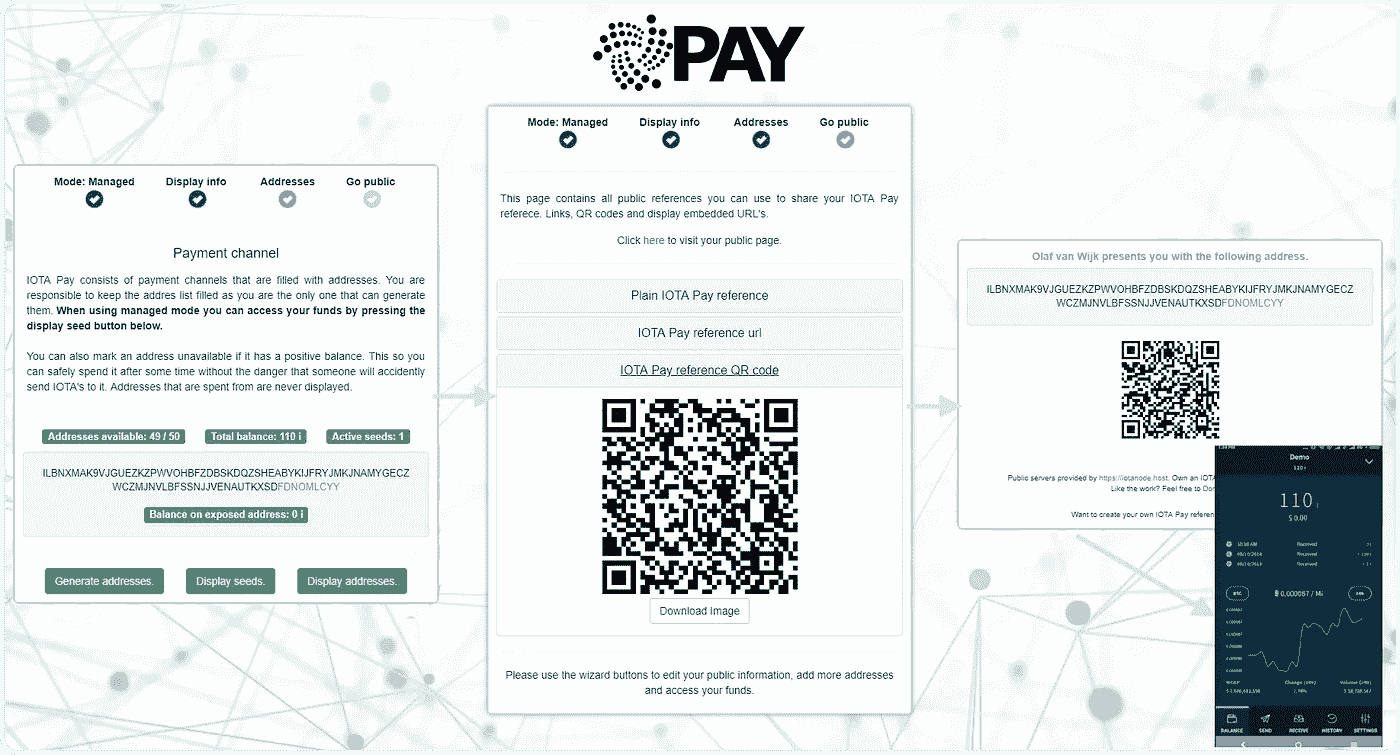 PAY
Mode: Managed Display info Addresses Go public
Payment channel
IOTA Pay consists of payment channels that are filled with addresses. You are
responsible to keep the addres list filled as you are the only one that can generate
them. When using managed mode you can access your funds by pressing the
display seed button below.
You can also mark an address unavailable if it has a positive balance. This so you
can safely spend it after some time without the danger that someone will accidently
send IOTA's to it. Addresses that are spent from are never displayed.
Addresses available: 49 / 50 Total balance: 110 i Active seeds: 1
ILBNXMAK9VJGUEZKZPWVOHBFZDBSKDQZSHEABYKIJFRYJMKJNAMYGECZ
WCZMJNVLBFSSNJJVENAUTKXSDFDNOMLCYY
Balance on exposed address: 0 i
Generate addresses. Display seeds. Display addresses.
Mode: Managed Display info Addresses Go public
This page contains all public references you can use to share your IOTA Pay
referece. Links, QR codes and display embedded URL's.
Click here to visit your public page.
Plain IOTA Pay reference
IOTA Pay reference url
IOTA Pay reference QR code
Download Image
Please use the wizard buttons to edit your public information, add more addresses
and access your funds.
Olaf van Wijk presents you with the following address.
ILBNXMAK9VJGUEZKZPWVOHBFZDBSKDQZSHEABYKIJFRYJMKJNAMYGECZ
WCZMJNVLBFSSNJJVENAUTKXSDFDNOMLCYY
Public servers provided by https://iotanode.host. Own an IOTA
Like the work? Feel free to Don
Want to create your own IOTA Pay referen
Demo
110 i
110 i
$ 0.00
Received
Received
Received
BTC ฿ 0.000087 / Mi 24h
MCAP Change (24h) Volume (24h)
BALANCE SEND RECEIVE HISTORY SETTINGS